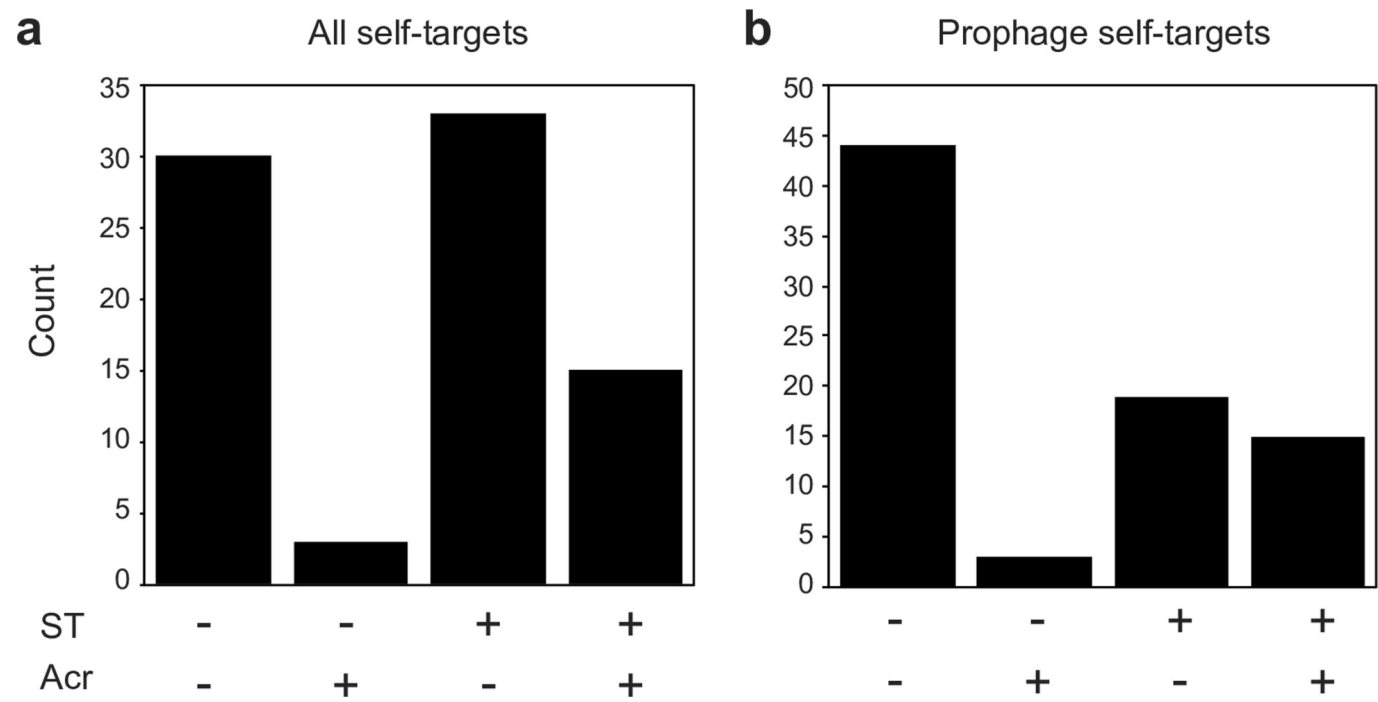 a All self-targets
35
30
25
20
15
10
5
0
Count
ST - - + +
Acr - + - +
b Prophage self-targets
50
45
40
35
30
25
20
15
10
5
0
- - + +
- + - +